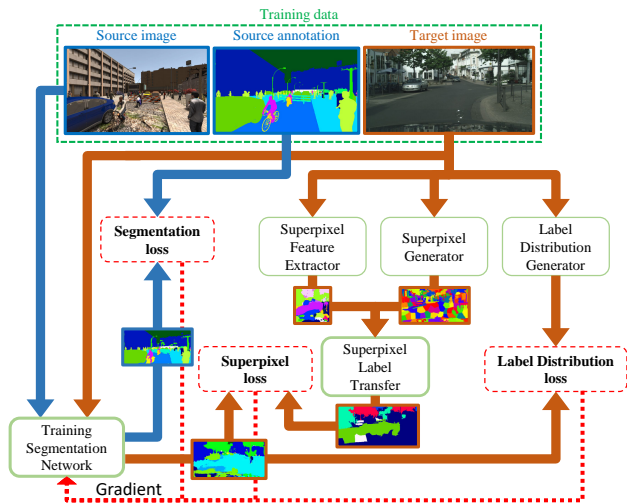 Training data
Source image
Source annotation
Target image
Segmentation
loss
Superpixel
Feature
Extractor
Superpixel
Generator
Label
Distribution
Generator
Superpixel
loss
Superpixel
Label
Transfer
Label Distribution
loss
Training
Segmentation
Network
Gradient